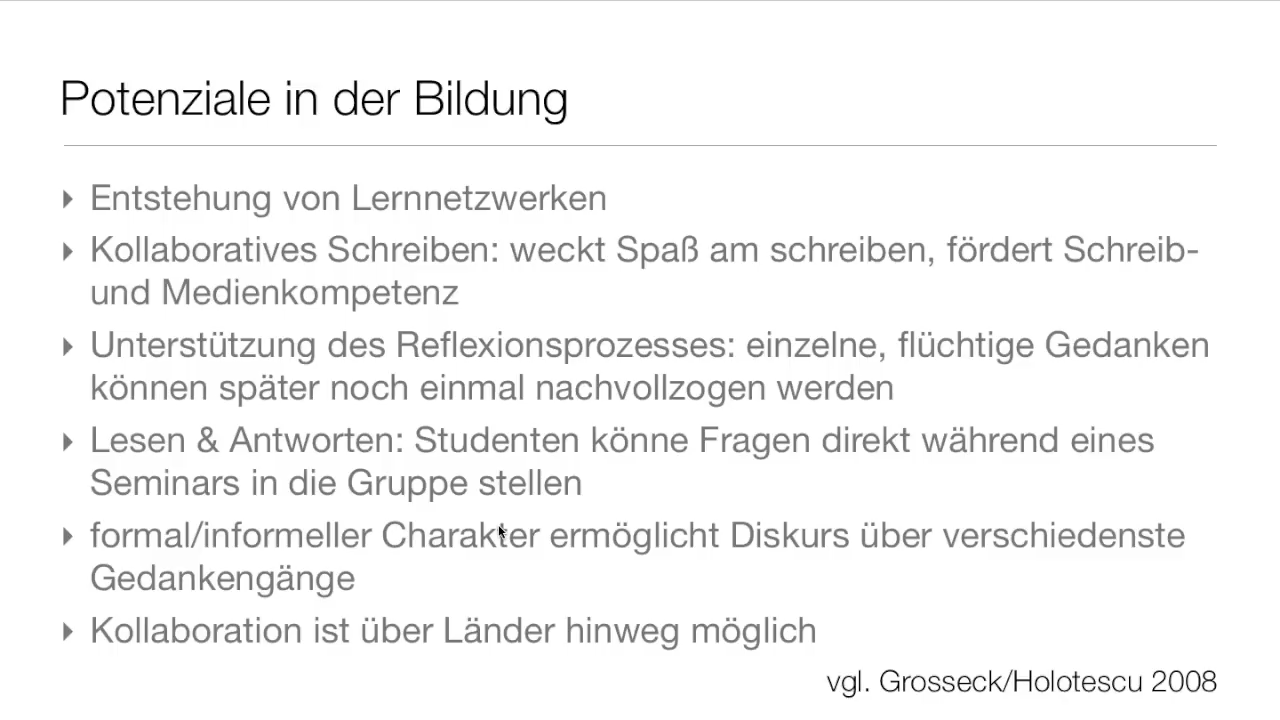 Potenziale in der Bildung
Entstehung von Lernnetzwerken
Kollaboratives Schreiben: weckt Spaß am schreiben, fördert Schreib-
und Medienkompetenz
Unterstützung des Reflexionsprozesses: einzelne, flüchtige Gedanken
können später noch einmal nachvollzogen werden
Lesen & Antworten: Studenten könne Fragen direkt während eines
Seminars in die Gruppe stellen
formal/informeller Charakter ermöglicht Diskurs über verschiedenste
Gedankengänge
Kollaboration ist über Länder hinweg möglich
vgl. Grosseck/Holotescu 2008